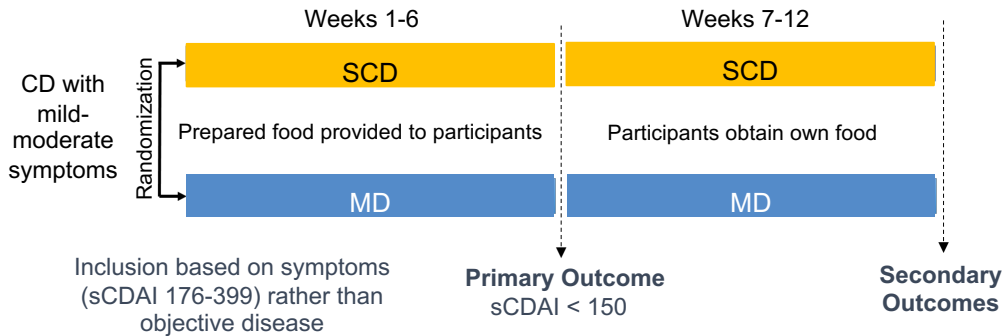 Weeks 1-6
Weeks 7-12
SCD
SCD
CD with
mild-
moderate
symptoms
Randomization
Prepared food provided to participants
Participants obtain own food
MD
MD
Inclusion based on symptoms
(sCDAI 176-399) rather than
objective disease
Primary Outcome
sCDAI < 150
Secondary
Outcomes